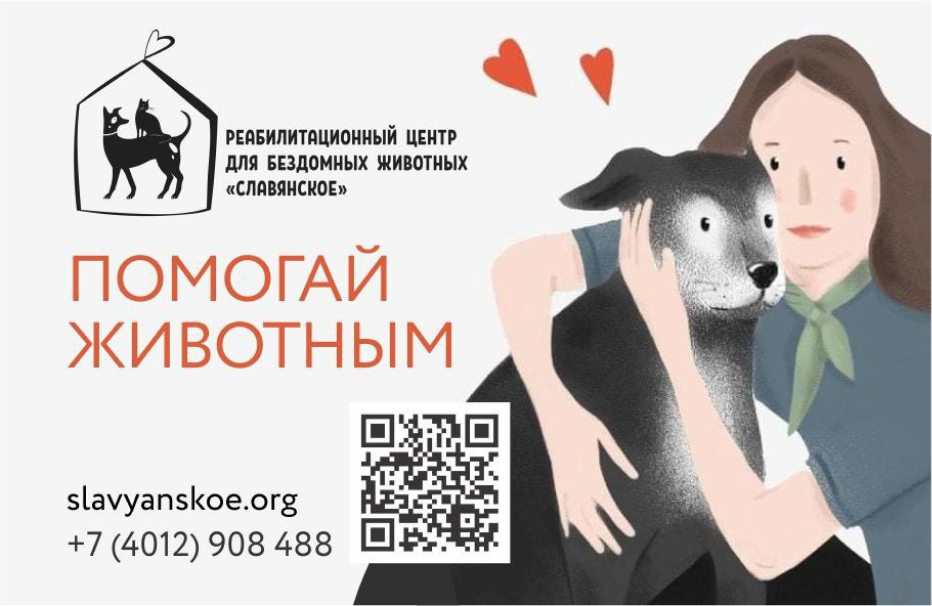 РЕАБИЛИТАЦИОННЫЙ ЦЕНТР
ДЛЯ БЕЗДОМНЫХ ЖИВОТНЫХ
«СЛАВЯНСКОЕ»
ПОМОГАЙ
ЖИВОТНЫМ
slavyanskoe.org
+7 (4012) 908 488